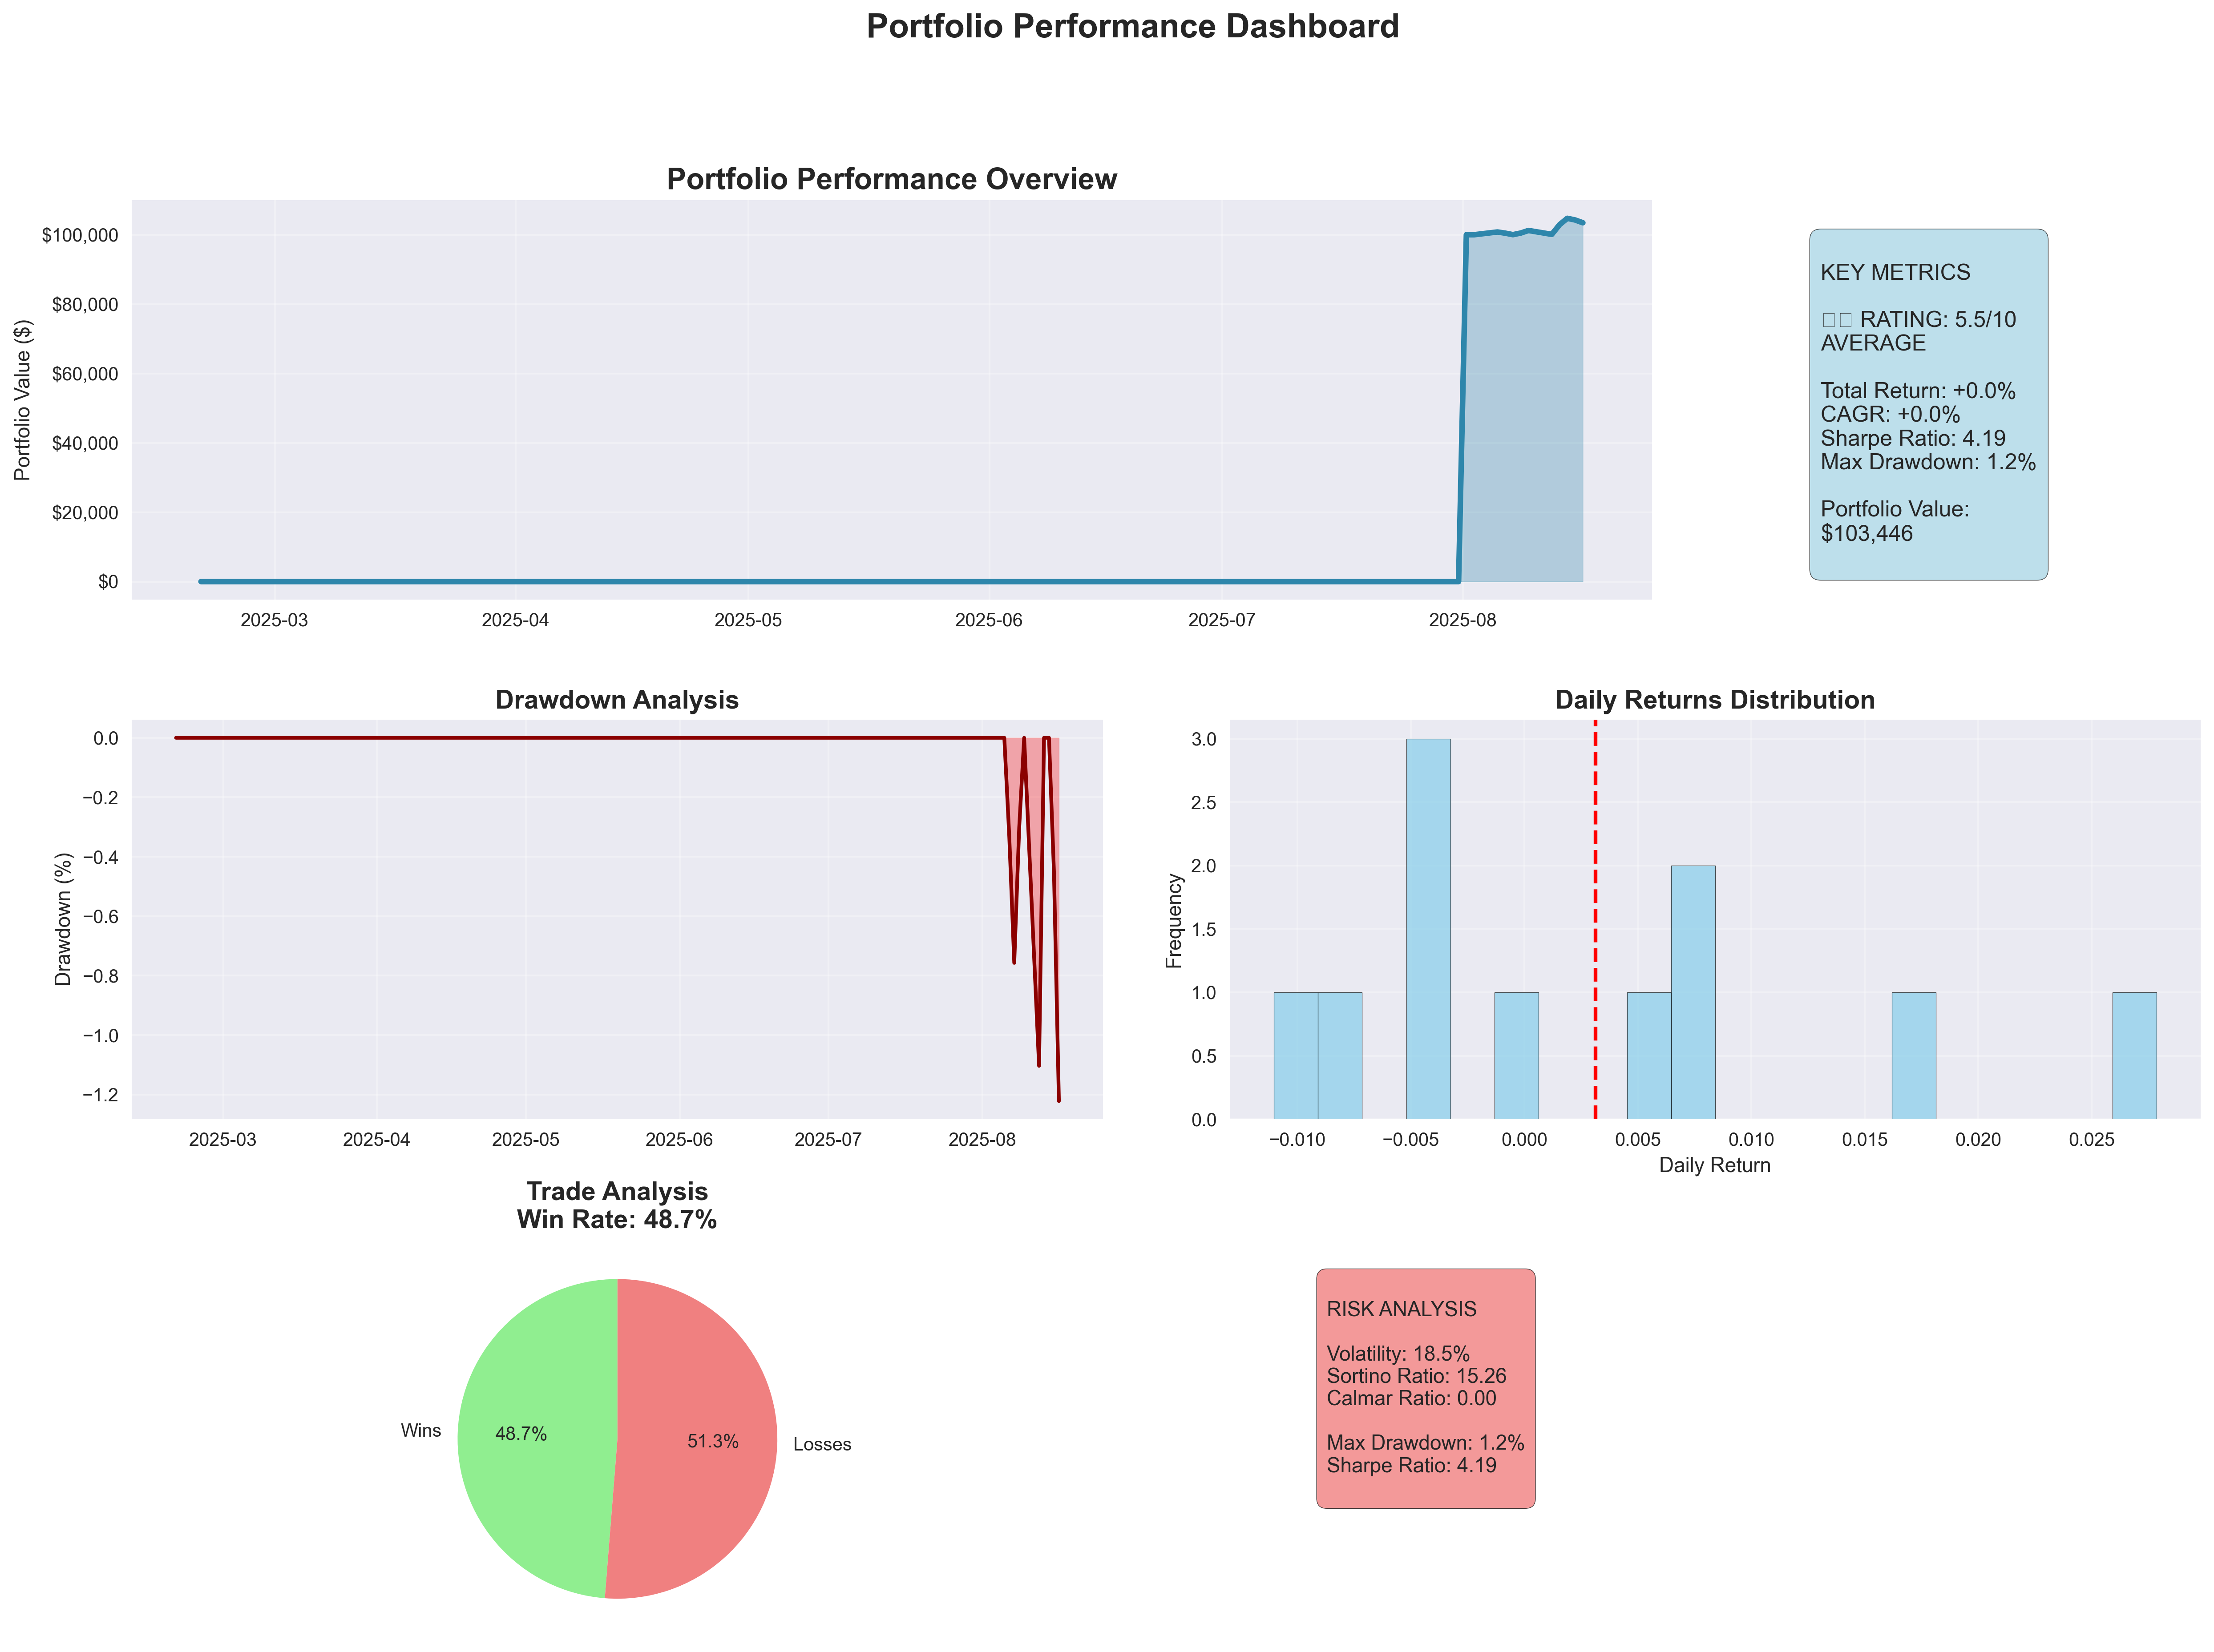 Portfolio Performance Dashboard
Portfolio Performance Overview
Portfolio Value ($)
$100,000
$80,000
$60,000
$40,000
$20,000
$0
2025-03
2025-04
2025-05
2025-06
2025-07
2025-08
KEY METRICS
RATING: 5.5/10
AVERAGE
Total Return: +0.0%
CAGR: +0.0%
Sharpe Ratio: 4.19
Max Drawdown: 1.2%
Portfolio Value:
$103,446
Drawdown Analysis
Drawdown (%)
0.0
−0.2
−0.4
−0.6
−0.8
−1.0
−1.2
2025-03
2025-04
2025-05
2025-06
2025-07
2025-08
Daily Returns Distribution
Frequency
3.0
2.5
2.0
1.5
1.0
0.5
0.0
−0.010
−0.005
0.000
0.005
0.010
0.015
0.020
0.025
Daily Return
Trade Analysis
Win Rate: 48.7%
Wins
48.7%
51.3%
Losses
RISK ANALYSIS
Volatility: 18.5%
Sortino Ratio: 15.26
Calmar Ratio: 0.00
Max Drawdown: 1.2%
Sharpe Ratio: 4.19